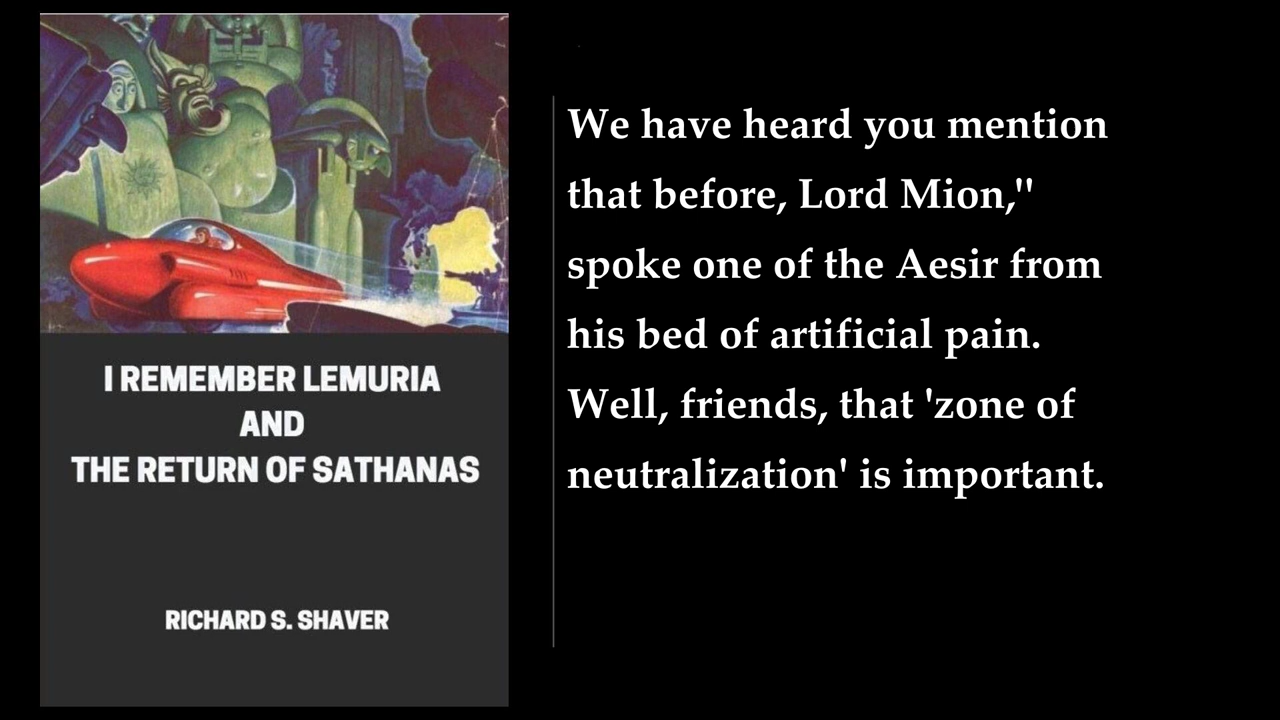 I REMEMBER LEMURIA
AND
THE RETURN OF SATHANAS
RICHARD S. SHAVER
We have heard you mention
that before, Lord Mion,"
spoke one of the Aesir from
his bed of artificial pain.
Well, friends, that 'zone of
neutralization' is important.